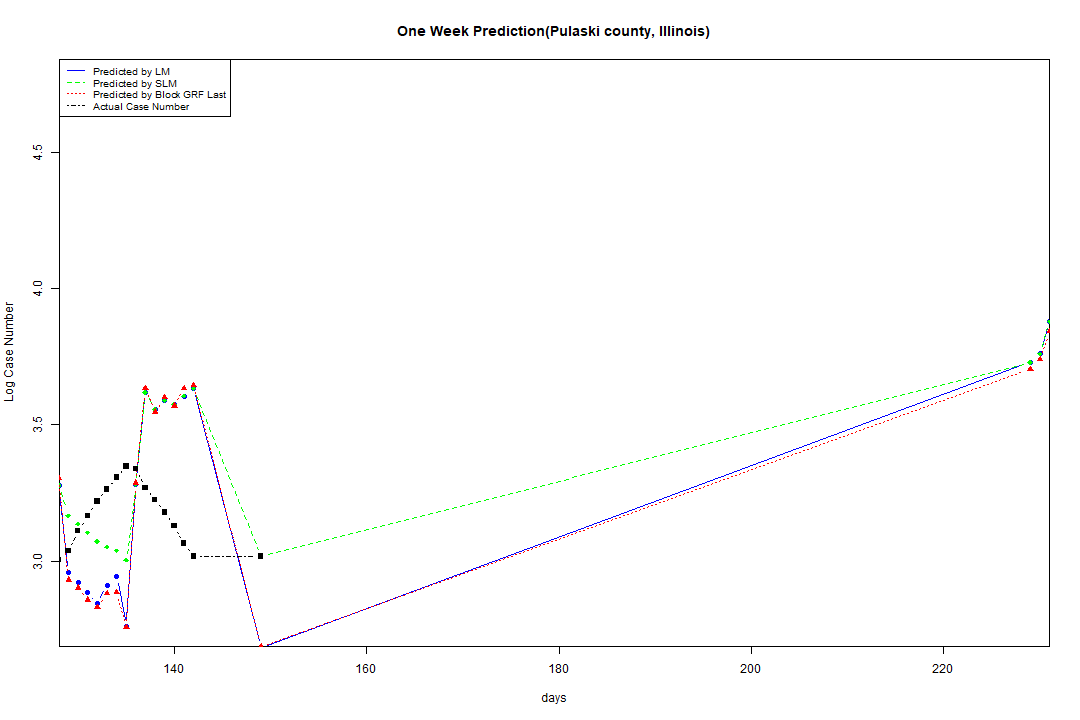 One Week Prediction(Pulaski county, Illinois)
Predicted by LM
Predicted by SLM
Predicted by Block GRF Last
Actual Case Number
4.5
4.0
3.5
3.0
Log Case Number
140 160 180 200 220
days